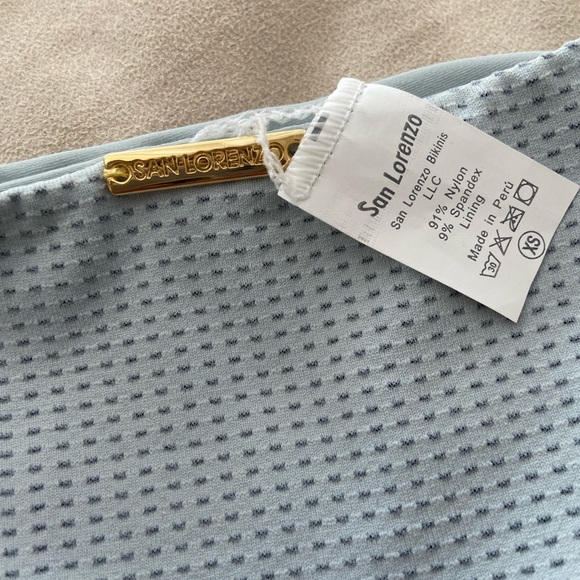 SAN LORENZO
San Lorenzo
San Lorenzo Bikinis
LLC
91% Nylon
9% Spandex
Lining
Made in Perú
30
XS